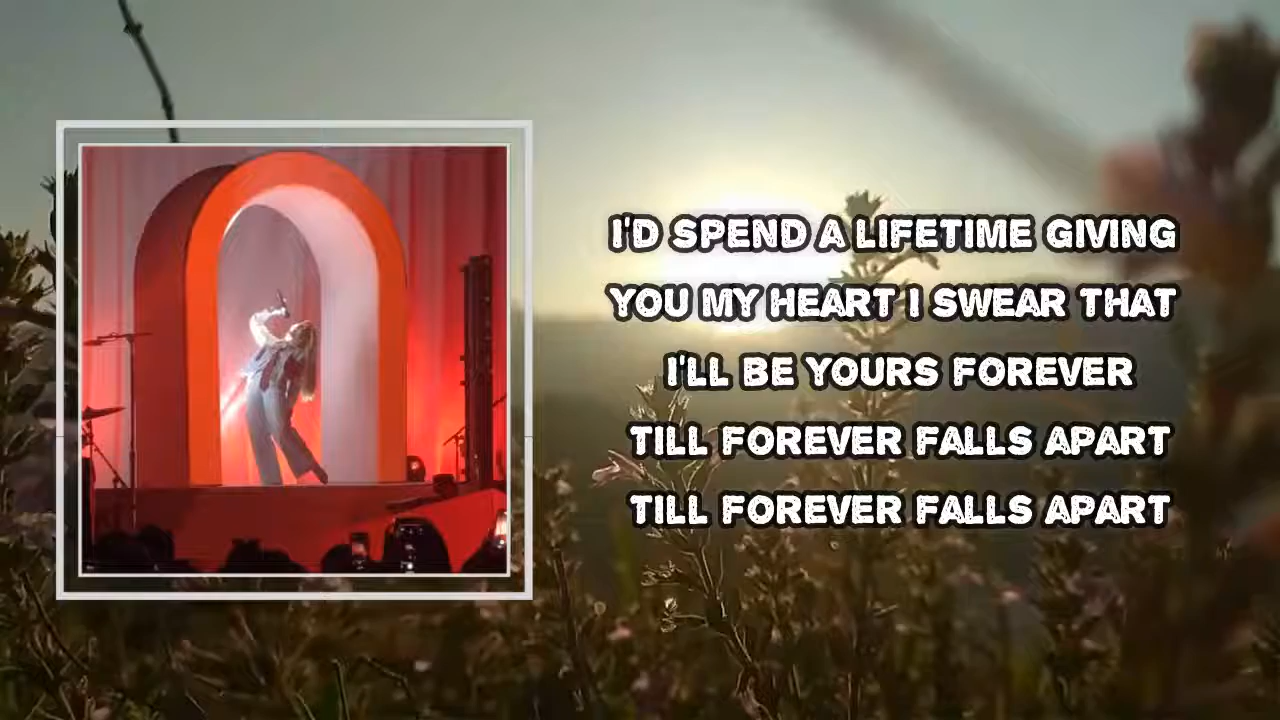 I'D SPEND A LIFETIME GIVING
YOU MY HEART I SWEAR THAT
I'LL BE YOURS FOREVER
TILL FOREVER FALLS APART
TILL FOREVER FALLS APART